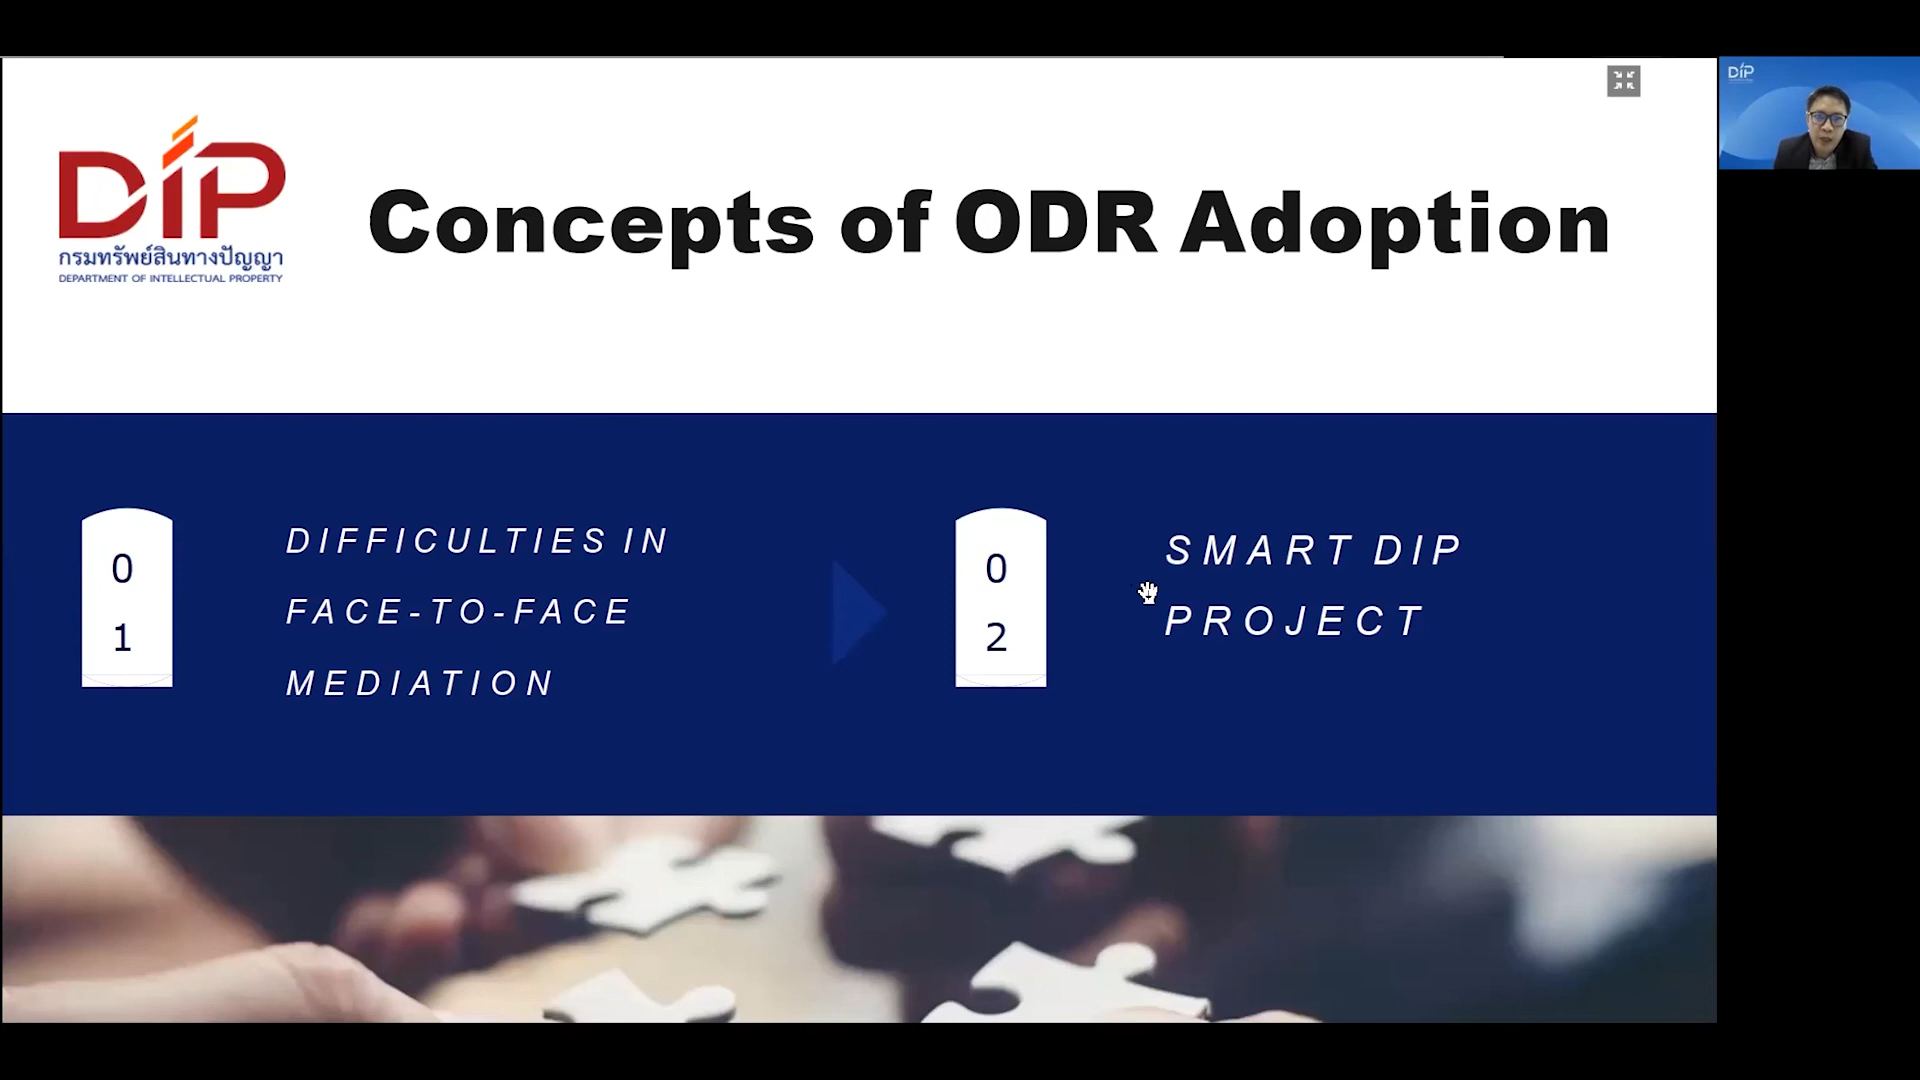 DIP
กรมทรัพย์สินทางปัญญา
DEPARTMENT OF INTELLECTUAL PROPERTY
Concepts of ODR Adoption
0
1
DIFFICULTIES IN
FACE-TO-FACE
MEDIATION
0
2
SMART DIP
PROJECT
DIP